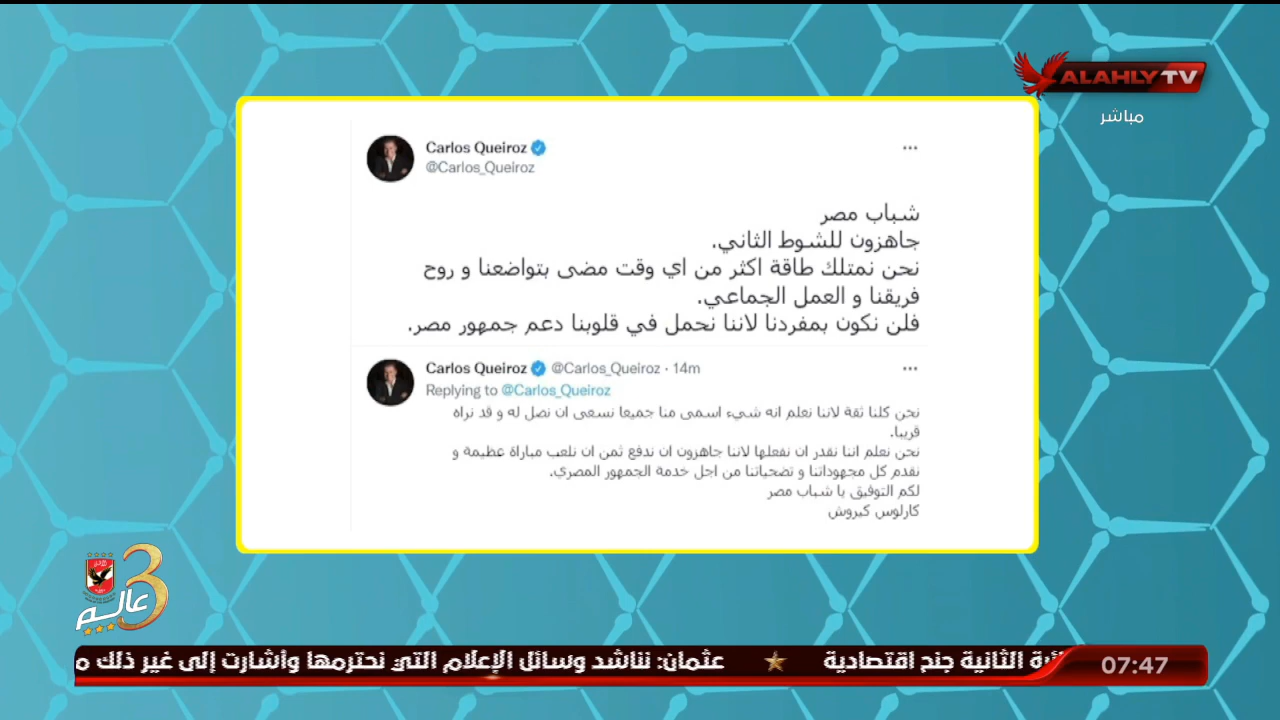 ALAHLY TV
مباشر
Carlos Queiroz
@Carlos_Queiroz
شباب مصر
جاهزون للشوط الثاني.
نحن نمتلك طاقة اكثر من اي وقت مضى بتواضعنا و روح
فريقنا و العمل الجماعي.
فلن نكون بمفردنا لاننا نحمل في قلوبنا دعم جمهور مصر.
Carlos Queiroz @Carlos_Queiroz · 14m
Replying to @Carlos_Queiroz
نحن كلنا ثقة لاننا نعلم انه شيء اسمى منا جميعا نسعى ان نصل له و قد نراه
قريبا.
نحن نعلم اننا نقدر ان نفعلها لاننا جاهزون ان ندفع ثمن ان نلعب مباراة عظيمة و
نقدم كل مجهوداتنا و تضحياتنا من اجل خدمة الجمهور المصري.
لكم التوفيق يا شباب مصر
كارلوس كيروش
3 عالم
الثانية جنح اقتصادية ★ عثمان: نناشد وسائل الإعلام التي نحترمها وأشارت إلى غير ذلك
07:47